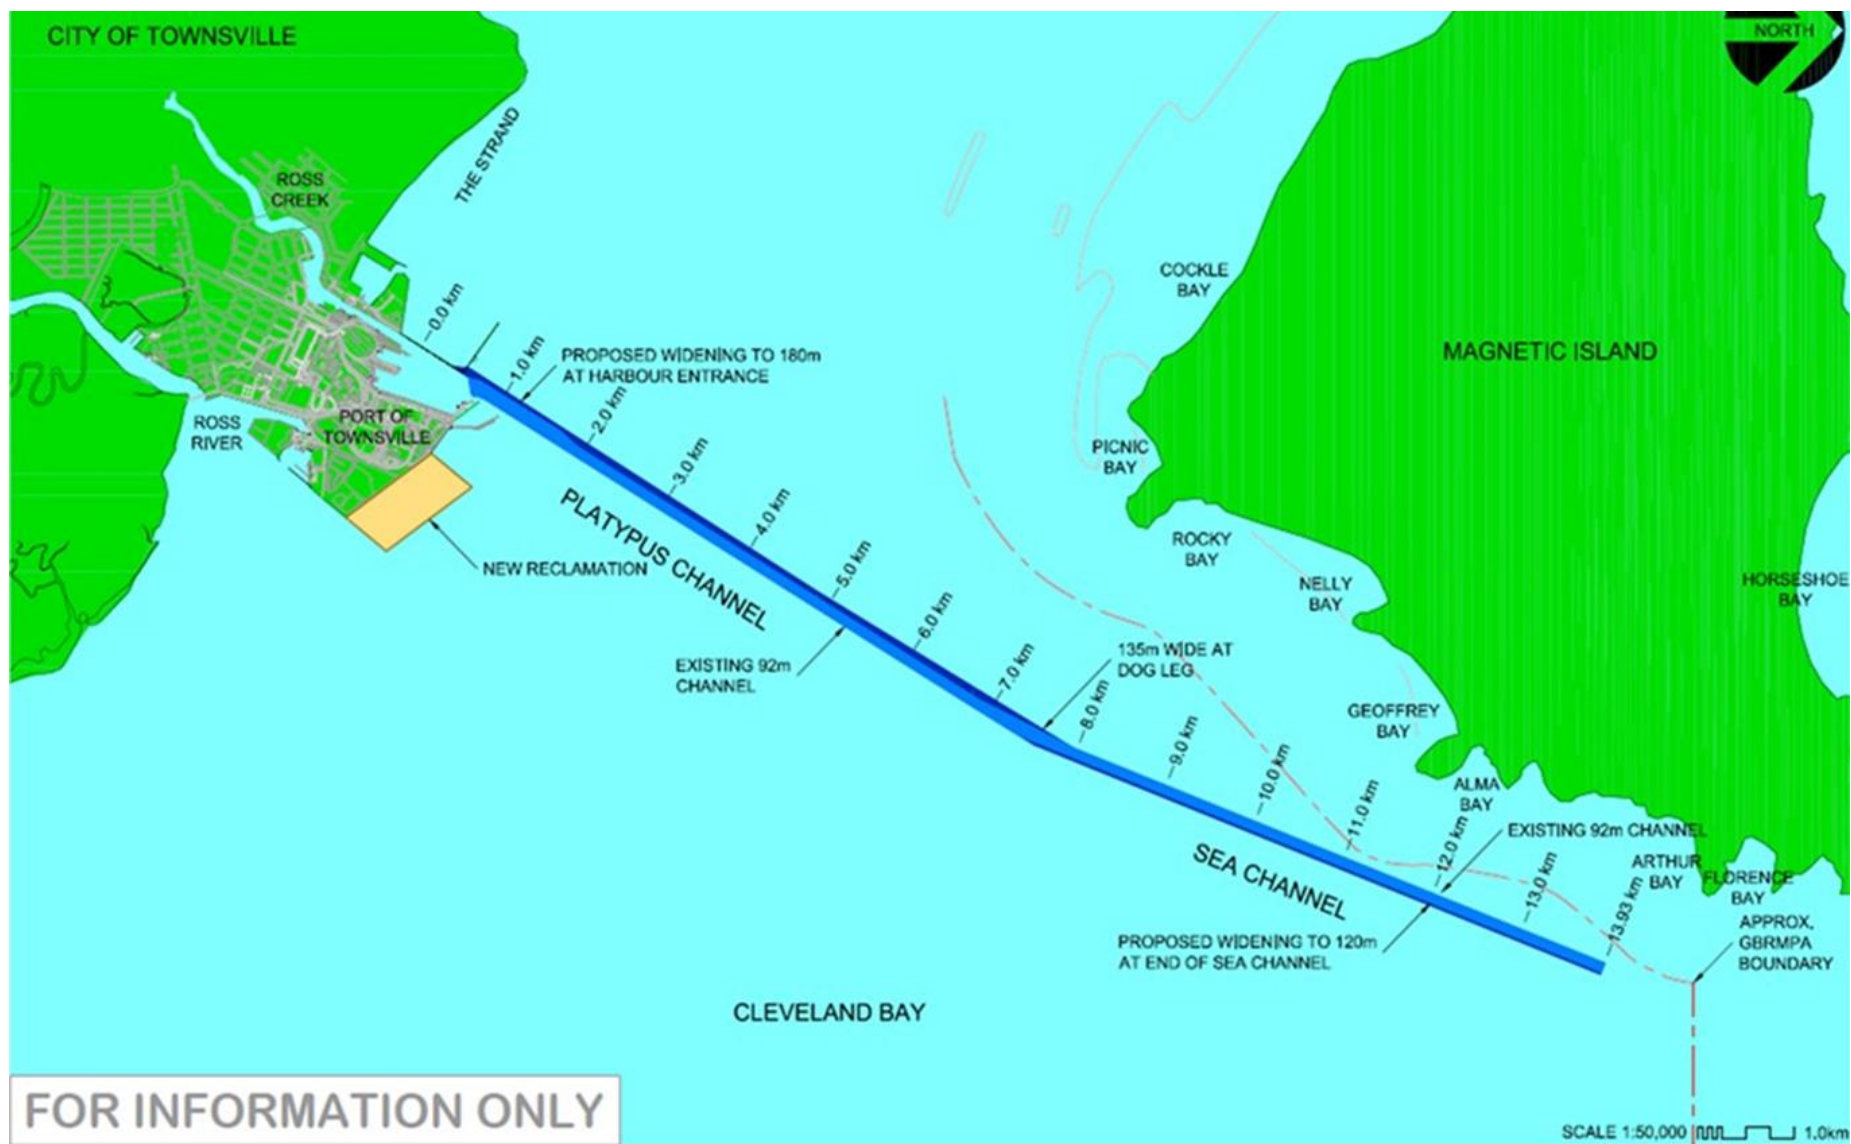 CITY OF TOWNSVILLE
NORTH
THE STRAND
ROSS
CREEK
COCKLE
BAY
MAGNETIC ISLAND
0.0 km
1.0 km
PROPOSED WIDENING TO 180m
AT HARBOUR ENTRANCE
2.0 km
ROSS
RIVER
PORT OF
TOWNSVILLE
PICNIC
BAY
3.0 km
4.0 km
PLATYPUS CHANNEL
NEW RECLAMATION
ROCKY
BAY
5.0 km
NELLY
BAY
HORSESHOE
BAY
6.0 km
EXISTING 92m
CHANNEL
7.0 km
135m WIDE AT
DOG LEG
8.0 km
GEOFFREY
BAY
9.0 km
10.0 km
ALMA
BAY
11.0 km
EXISTING 92m CHANNEL
12.0 km
SEA CHANNEL
ARTHUR
BAY
13.0 km
FLORENCE
BAY
13.93 km
PROPOSED WIDENING TO 120m
AT END OF SEA CHANNEL
APPROX.
GBRMPA
BOUNDARY
CLEVELAND BAY
FOR INFORMATION ONLY
SCALE 1:50,000
1.0km